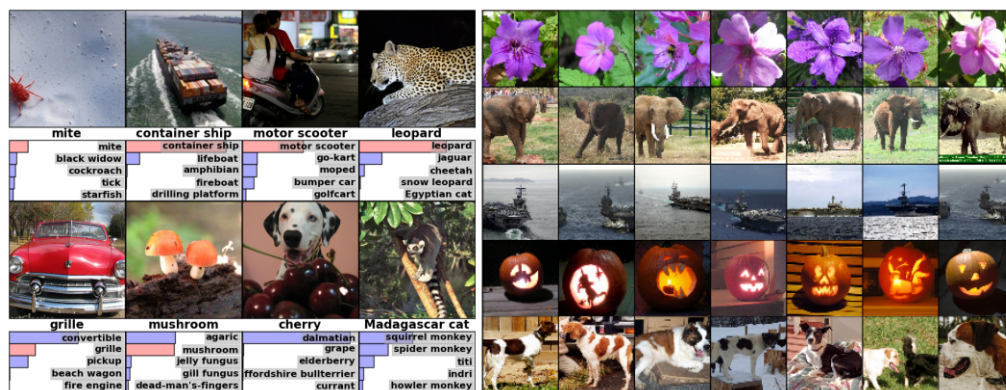 mite
container ship
motor scooter
leopard
mite
black widow
cockroach
tick
starfish
container ship
lifeboat
amphibian
fireboat
drilling platform
motor scooter
go-kart
moped
bumper car
golfcart
leopard
jaguar
cheetah
snow leopard
Egyptian cat
grille
mushroom
cherry
Madagascar cat
convertible
grille
pickup
beach wagon
fire engine
agaric
mushroom
jelly fungus
gill fungus
dead-man's-fingers
dalmatian
grape
elderberry
ffordshire bullterrier
currant
squirrel monkey
spider monkey
titi
indri
howler monkey